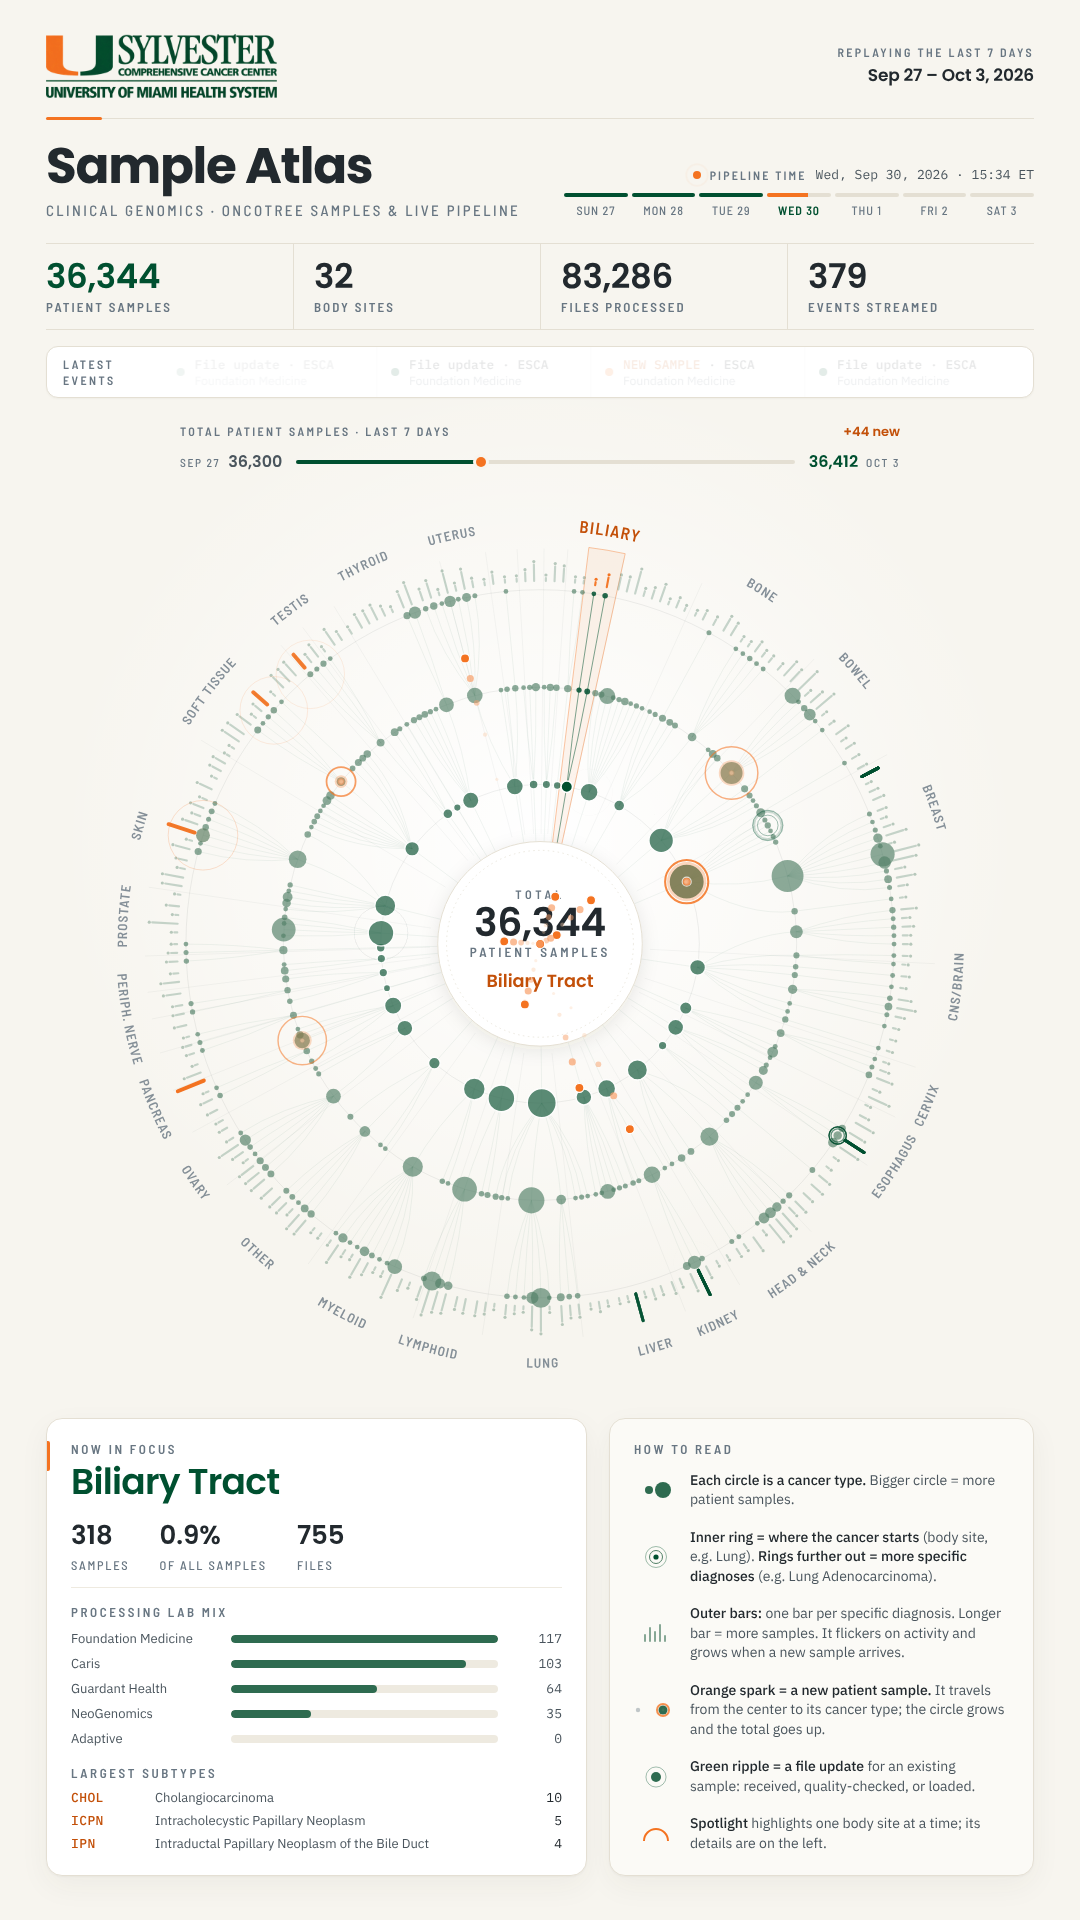 SYLVESTER
COMPREHENSIVE CANCER CENTER
UNIVERSITY OF MIAMI HEALTH SYSTEM
REPLAYING THE LAST 7 DAYS
Sep 27 – Oct 3, 2026
Sample Atlas
CLINICAL GENOMICS · ONCOTREE SAMPLES & LIVE PIPELINE
PIPELINE TIME Wed, Sep 30, 2026 · 15:34 ET
SUN 27 MON 28 TUE 29 WED 30 THU 1 FRI 2 SAT 3
36,344
PATIENT SAMPLES
32
BODY SITES
83,286
FILES PROCESSED
379
EVENTS STREAMED
LATEST
EVENTS
File update · ESCA
Foundation Medicine
File update · ESCA
Foundation Medicine
NEW SAMPLE · ESCA
Foundation Medicine
File update · ESCA
Foundation Medicine
TOTAL PATIENT SAMPLES · LAST 7 DAYS
+44 new
SEP 27 36,300
36,412 OCT 3
BILIARY
BONE
BOWEL
BREAST
CNS/BRAIN
CERVIX
ESOPHAGUS
HEAD & NECK
KIDNEY
LIVER
LUNG
LYMPHOID
MYELOID
OTHER
OVARY
PANCREAS
PERIPH. NERVE
PROSTATE
SKIN
SOFT TISSUE
TESTIS
THYROID
UTERUS
TOTAL
36,344
PATIENT SAMPLES
Biliary Tract
NOW IN FOCUS
Biliary Tract
318
SAMPLES
0.9%
OF ALL SAMPLES
755
FILES
PROCESSING LAB MIX
Foundation Medicine 117
Caris 103
Guardant Health 64
NeoGenomics 35
Adaptive 0
LARGEST SUBTYPES
CHOL Cholangiocarcinoma 10
ICPN Intracholecystic Papillary Neoplasm 5
IPN Intraductal Papillary Neoplasm of the Bile Duct 4
HOW TO READ
Each circle is a cancer type. Bigger circle = more
patient samples.
Inner ring = where the cancer starts (body site,
e.g. Lung). Rings further out = more specific
diagnoses (e.g. Lung Adenocarcinoma).
Outer bars: one bar per specific diagnosis. Longer
bar = more samples. It flickers on activity and
grows when a new sample arrives.
Orange spark = a new patient sample. It travels
from the center to its cancer type; the circle grows
and the total goes up.
Green ripple = a file update for an existing
sample: received, quality-checked, or loaded.
Spotlight highlights one body site at a time; its
details are on the left.